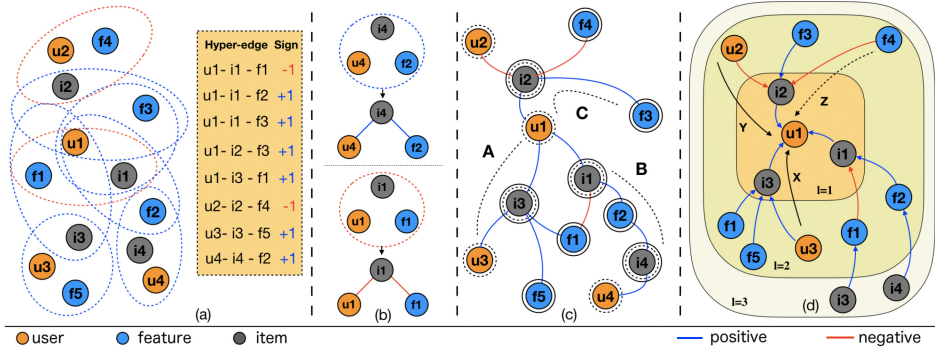 u2
f4
i2
f3
u1
f1
i1
f2
i3
u3
f5
i4
u4
(a)
Hyper-edge Sign
u1- i1 - f1 -1
u1- i1 - f2 +1
u1- i1 - f3 +1
u1- i2 - f3 +1
u1- i3 - f1 +1
u2- i2 - f4 -1
u3- i3 - f5 +1
u4- i4 - f2 +1
i4
u4
f2
i4
u4
f2
i1
u1
f1
i1
u1
f1
(b)
u2
f4
i2
f3
C
u1
A
B
i1
i3
f2
f1
u3
i4
f5
u4
(c)
f3
f4
u2
i2
Z
Y
u1
i1
X
i3
l=1
f2
f1
f1
u3
f5
l=2
i4
i3
l=3
(d)
user
feature
item
positive
negative